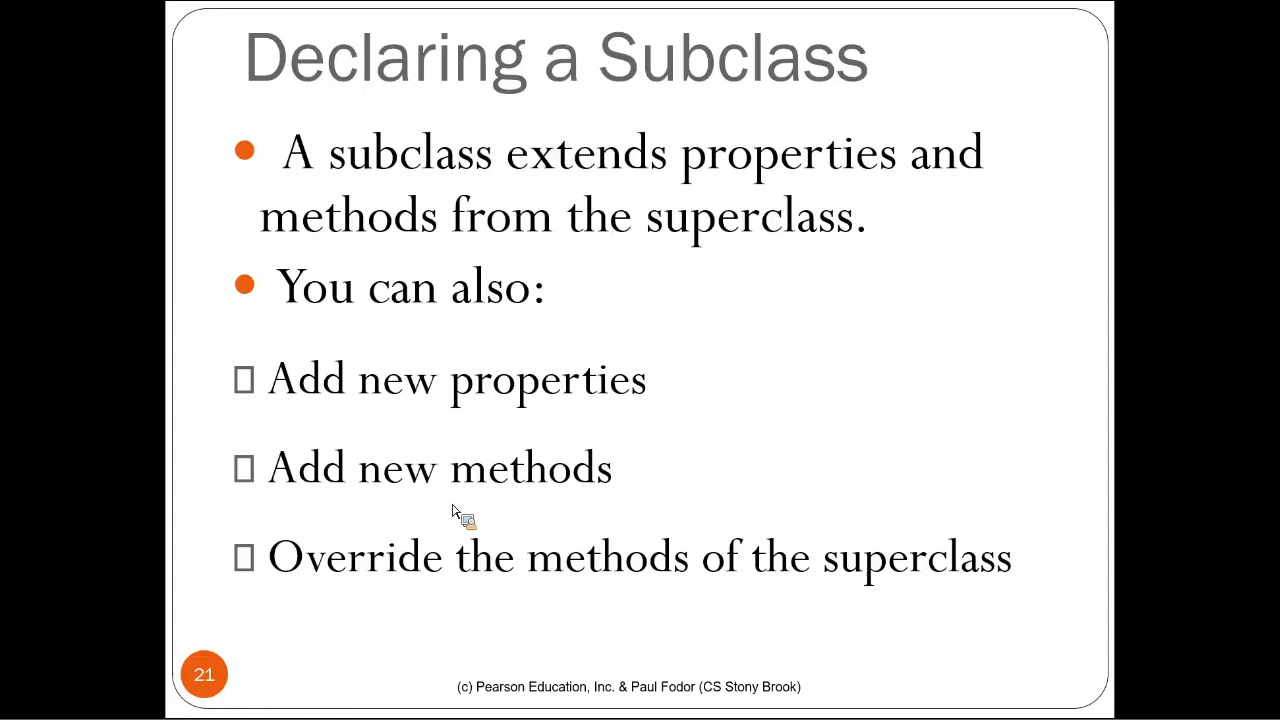 Declaring a Subclass
A subclass extends properties and
methods from the superclass.
You can also:
Add new properties
Add new methods
Override the methods of the superclass
21
(c) Pearson Education, Inc. & Paul Fodor (CS Stony Brook)